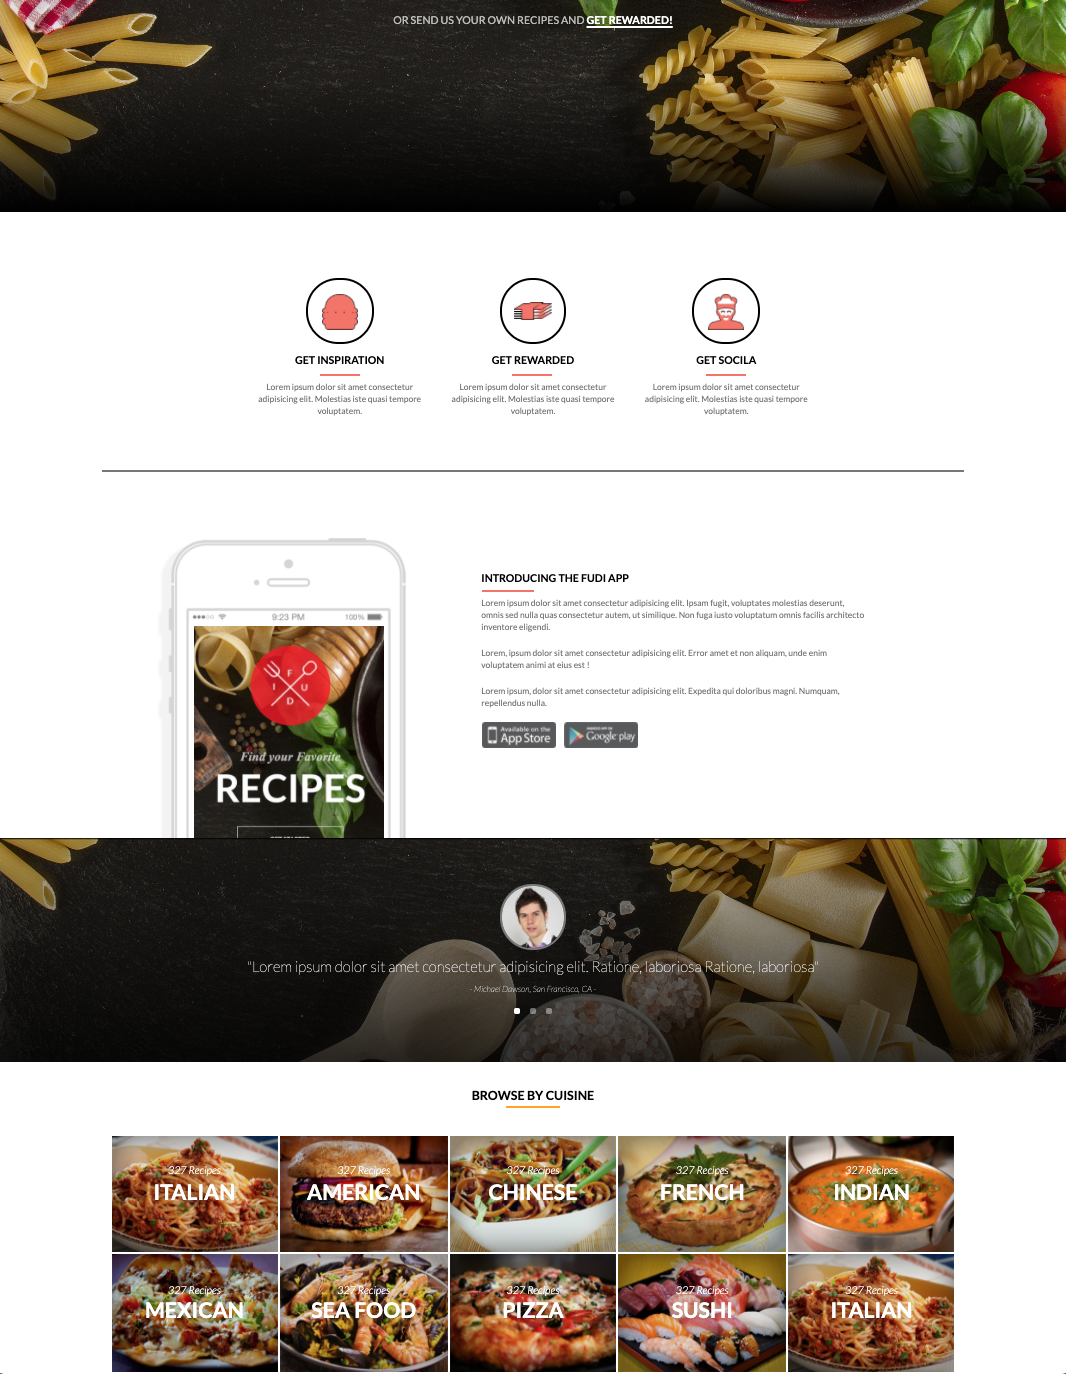 OR SEND US YOUR OWN RECIPES AND GET REWARDED!
GET INSPIRATION
Lorem ipsum dolor sit amet consectetur
adipisicing elit. Molestias iste quasi tempore
voluptatem.
GET REWARDED
Lorem ipsum dolor sit amet consectetur
adipisicing elit. Molestias iste quasi tempore
voluptatem.
GET SOCILA
Lorem ipsum dolor sit amet consectetur
adipisicing elit. Molestias iste quasi tempore
voluptatem.
9:23 PM 100%
F
I U
D
Find your Favorite
RECIPES
INTRODUCING THE FUDI APP
Lorem ipsum dolor sit amet consectetur adipisicing elit. Ipsam fugit, voluptates molestias deserunt,
omnis sed nulla quas consectetur autem, ut similique. Non fuga iusto voluptatum omnis facilis architecto
inventore eligendi.
Lorem, ipsum dolor sit amet consectetur adipisicing elit. Error amet et non aliquam, unde enim
voluptatem animi at eius est !
Lorem ipsum, dolor sit amet consectetur adipisicing elit. Expedita qui doloribus magni. Numquam,
repellendus nulla.
Available on the
App Store
Google play
"Lorem ipsum dolor sit amet consectetur adipisicing elit. Ratione, laboriosa Ratione, laboriosa"
- Michael Dawson, San Francisco, CA -
BROWSE BY CUISINE
327 Recipes
ITALIAN
327 Recipes
AMERICAN
327 Recipes
CHINESE
327 Recipes
FRENCH
327 Recipes
INDIAN
327 Recipes
MEXICAN
327 Recipes
SEA FOOD
327 Recipes
PIZZA
327 Recipes
SUSHI
327 Recipes
ITALIAN